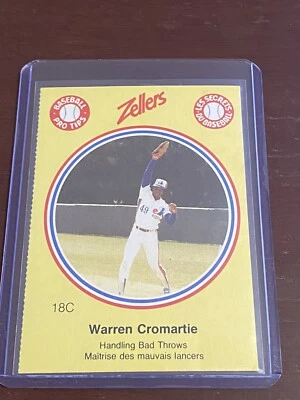 BASEBALL
PRO TIPS
Zellers
LES SECRETS
DU BASEBALL
49
18C
Warren Cromartie
Handling Bad Throws
Maîtrise des mauvais lancers